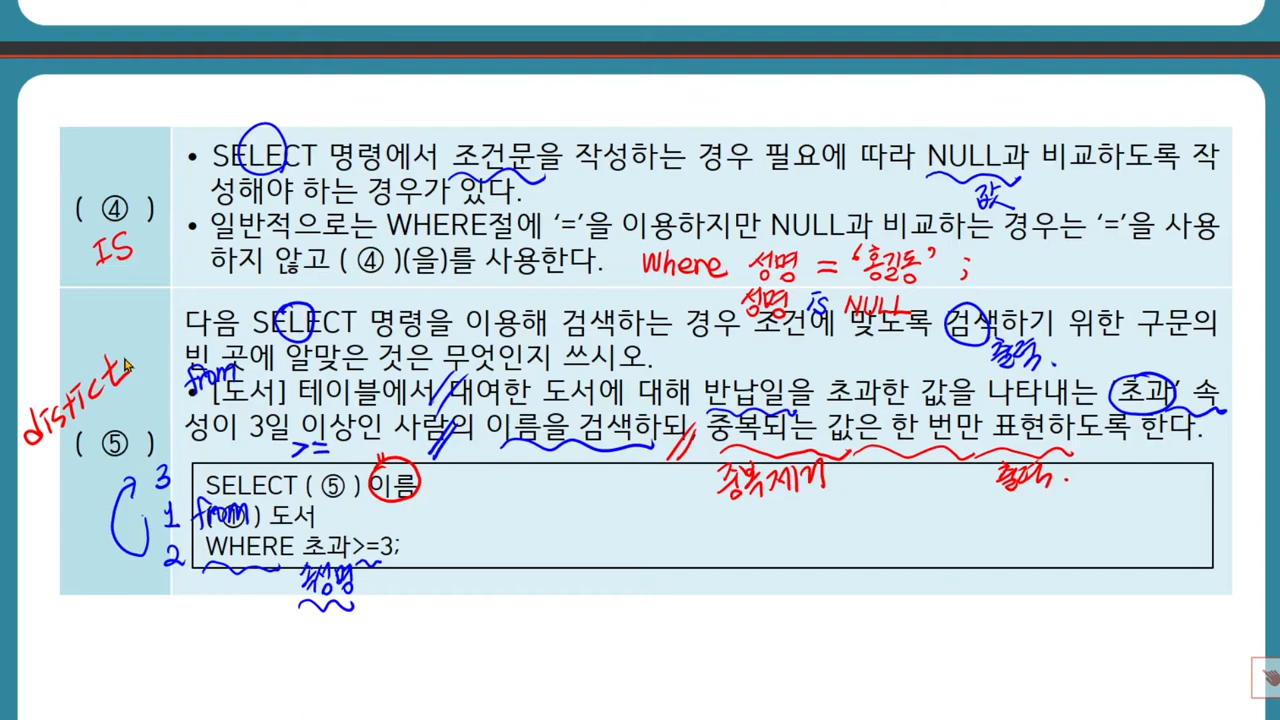 • SELECT 명령에서 조건문을 작성하는 경우 필요에 따라 NULL과 비교하도록 작
( ④ )
성해야 하는 경우가 있다.
값
IS
• 일반적으로는 WHERE절에 ‘=’을 이용하지만 NULL과 비교하는 경우는 ‘=’을 사용
하지 않고 ( ④ )(을)를 사용한다.
Where 성명 = ‘홍길동’ ;
성명 is NULL
다음 SELECT 명령을 이용해 검색하는 경우 조건에 맞도록 검색하기 위한 구문의
빈 곳에 알맞은 것은 무엇인지 쓰시오.
출력.
from
distict
• [도서] 테이블에서 대여한 도서에 대해 반납일을 초과한 값을 나타내는 ‘초과’ 속
성이 3일 이상인 사람의 이름을 검색하되, 중복되는 값은 한 번만 표현하도록 한다.
( ⑤ )
>=
중복제거
출력.
3
SELECT ( ⑤ ) 이름
1
from
( ) 도서
2
WHERE 초과>=3;
속성명